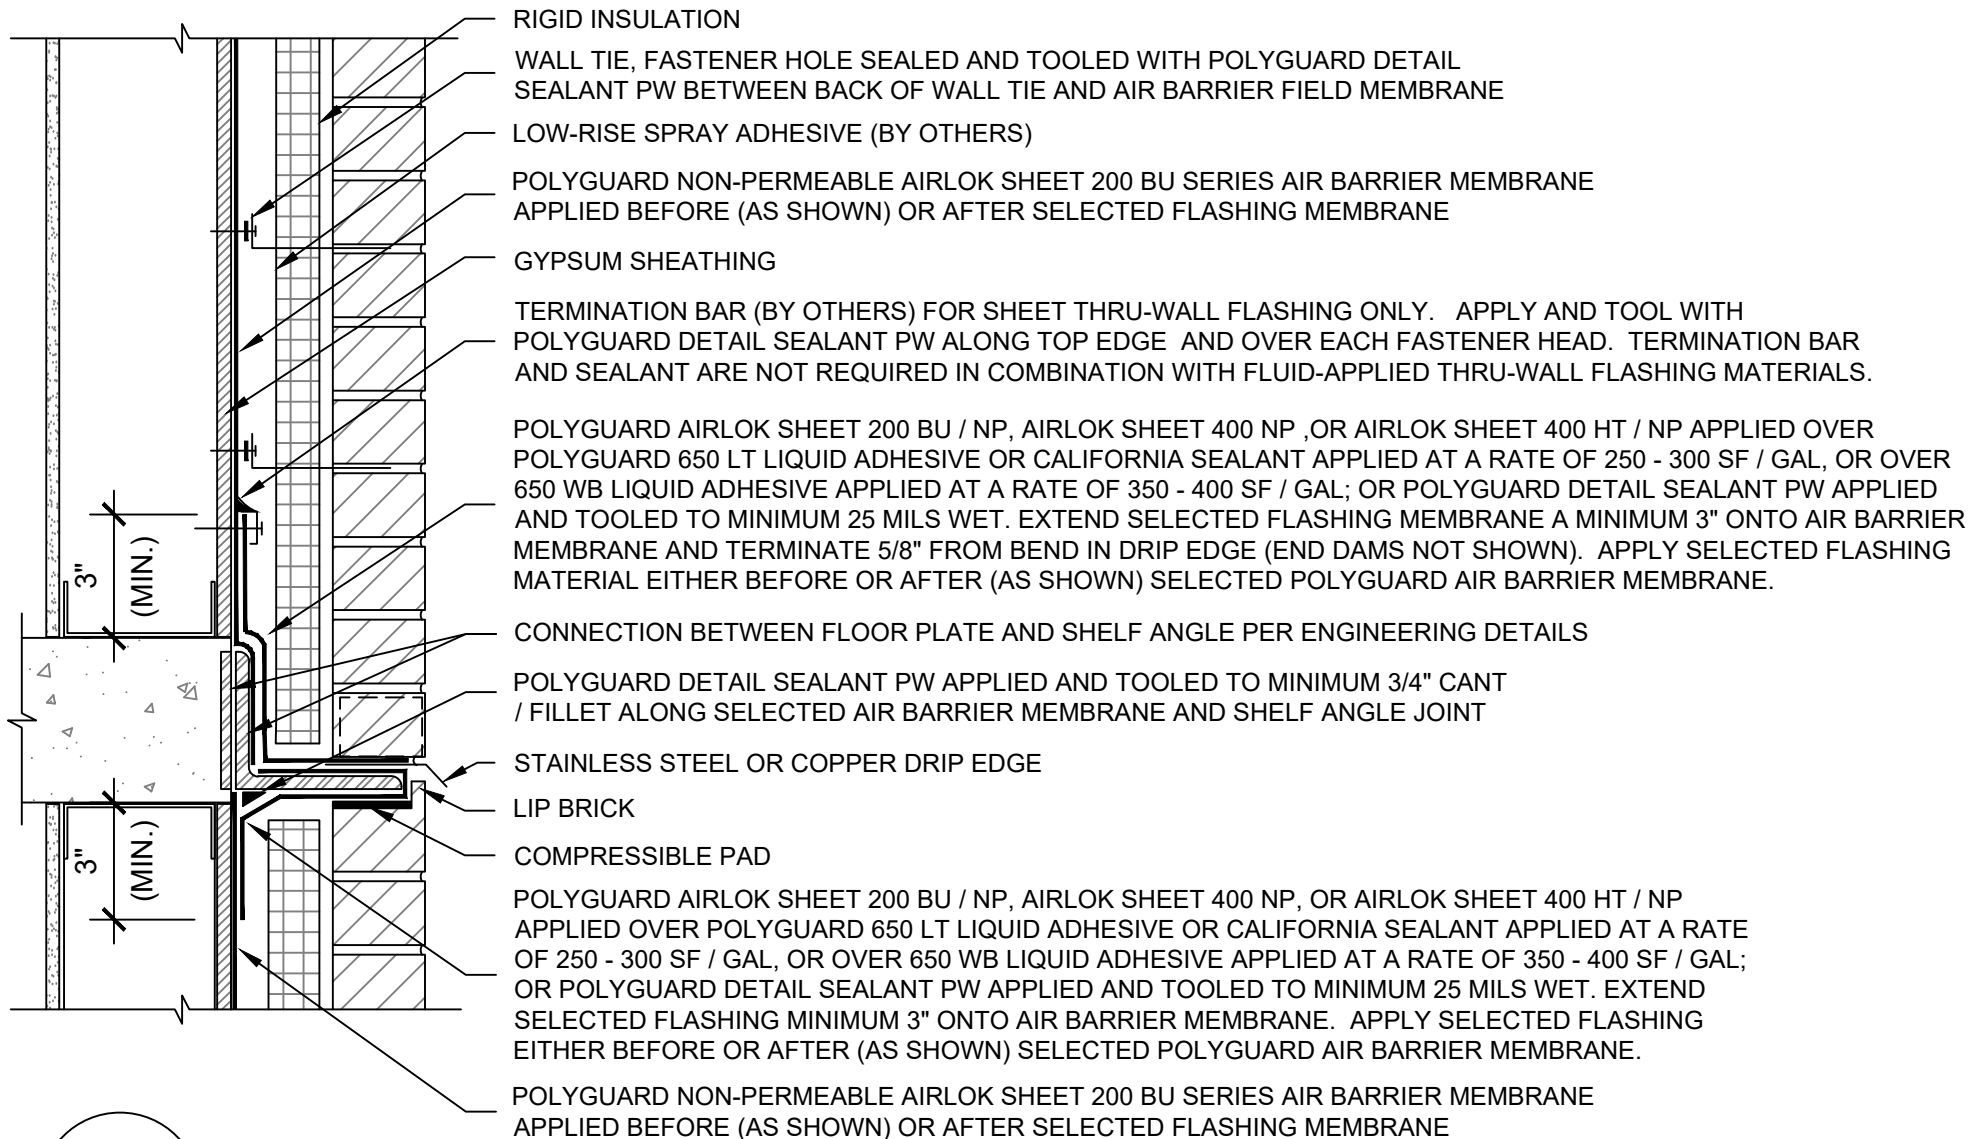 RIGID INSULATION
WALL TIE, FASTENER HOLE SEALED AND TOOLED WITH POLYGUARD DETAIL
SEALANT PW BETWEEN BACK OF WALL TIE AND AIR BARRIER FIELD MEMBRANE
LOW-RISE SPRAY ADHESIVE (BY OTHERS)
POLYGUARD NON-PERMEABLE AIRLOK SHEET 200 BU SERIES AIR BARRIER MEMBRANE
APPLIED BEFORE (AS SHOWN) OR AFTER SELECTED FLASHING MEMBRANE
GYPSUM SHEATHING
TERMINATION BAR (BY OTHERS) FOR SHEET THRU-WALL FLASHING ONLY. APPLY AND TOOL WITH
POLYGUARD DETAIL SEALANT PW ALONG TOP EDGE AND OVER EACH FASTENER HEAD. TERMINATION BAR
AND SEALANT ARE NOT REQUIRED IN COMBINATION WITH FLUID-APPLIED THRU-WALL FLASHING MATERIALS.
POLYGUARD AIRLOK SHEET 200 BU / NP, AIRLOK SHEET 400 NP ,OR AIRLOK SHEET 400 HT / NP APPLIED OVER
POLYGUARD 650 LT LIQUID ADHESIVE OR CALIFORNIA SEALANT APPLIED AT A RATE OF 250 - 300 SF / GAL, OR OVER
650 WB LIQUID ADHESIVE APPLIED AT A RATE OF 350 - 400 SF / GAL; OR POLYGUARD DETAIL SEALANT PW APPLIED
AND TOOLED TO MINIMUM 25 MILS WET. EXTEND SELECTED FLASHING MEMBRANE A MINIMUM 3" ONTO AIR BARRIER
MEMBRANE AND TERMINATE 5/8" FROM BEND IN DRIP EDGE (END DAMS NOT SHOWN). APPLY SELECTED FLASHING
MATERIAL EITHER BEFORE OR AFTER (AS SHOWN) SELECTED POLYGUARD AIR BARRIER MEMBRANE.
3"
(MIN.)
CONNECTION BETWEEN FLOOR PLATE AND SHELF ANGLE PER ENGINEERING DETAILS
POLYGUARD DETAIL SEALANT PW APPLIED AND TOOLED TO MINIMUM 3/4" CANT
/ FILLET ALONG SELECTED AIR BARRIER MEMBRANE AND SHELF ANGLE JOINT
STAINLESS STEEL OR COPPER DRIP EDGE
LIP BRICK
COMPRESSIBLE PAD
3"
(MIN.)
POLYGUARD AIRLOK SHEET 200 BU / NP, AIRLOK SHEET 400 NP, OR AIRLOK SHEET 400 HT / NP
APPLIED OVER POLYGUARD 650 LT LIQUID ADHESIVE OR CALIFORNIA SEALANT APPLIED AT A RATE
OF 250 - 300 SF / GAL, OR OVER 650 WB LIQUID ADHESIVE APPLIED AT A RATE OF 350 - 400 SF / GAL;
OR POLYGUARD DETAIL SEALANT PW APPLIED AND TOOLED TO MINIMUM 25 MILS WET. EXTEND
SELECTED FLASHING MINIMUM 3" ONTO AIR BARRIER MEMBRANE. APPLY SELECTED FLASHING
EITHER BEFORE OR AFTER (AS SHOWN) SELECTED POLYGUARD AIR BARRIER MEMBRANE.
POLYGUARD NON-PERMEABLE AIRLOK SHEET 200 BU SERIES AIR BARRIER MEMBRANE
APPLIED BEFORE (AS SHOWN) OR AFTER SELECTED FLASHING MEMBRANE